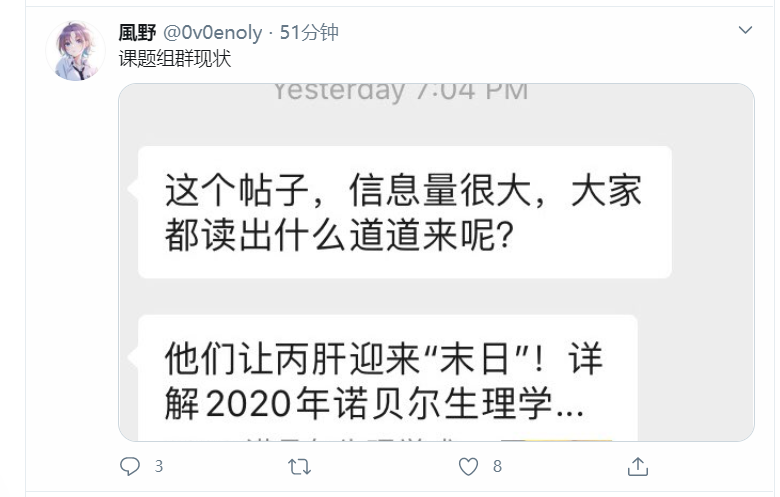 風野 @0v0enoly · 51分钟
课题组群现状
Yesterday 7:04 PM
这个帖子，信息量很大，大家
都读出什么道道来呢？
他们让丙肝迎来“末日”！详
解2020年诺贝尔生理学...
3
8